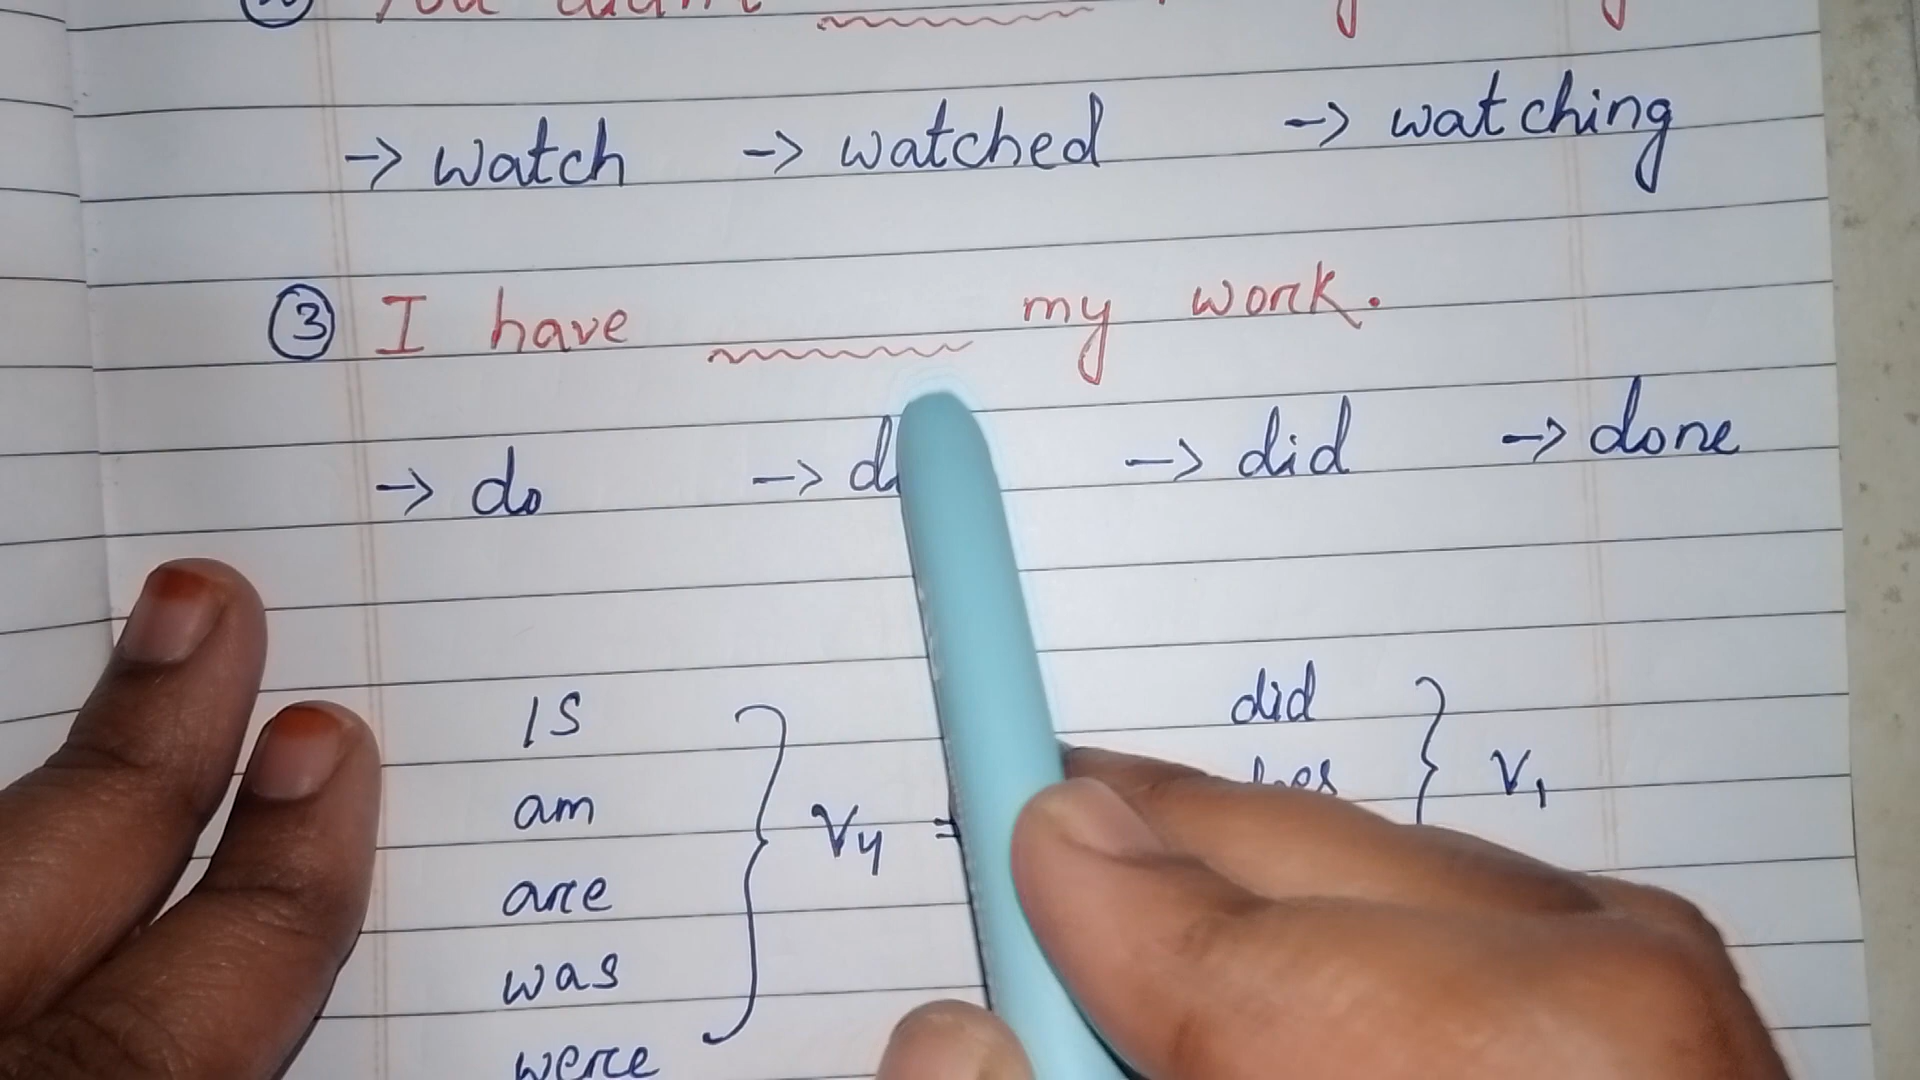 → watch → watched → watching
③ I have my work.
→ do → did → done
is did
am V4 = V1
are
was
were